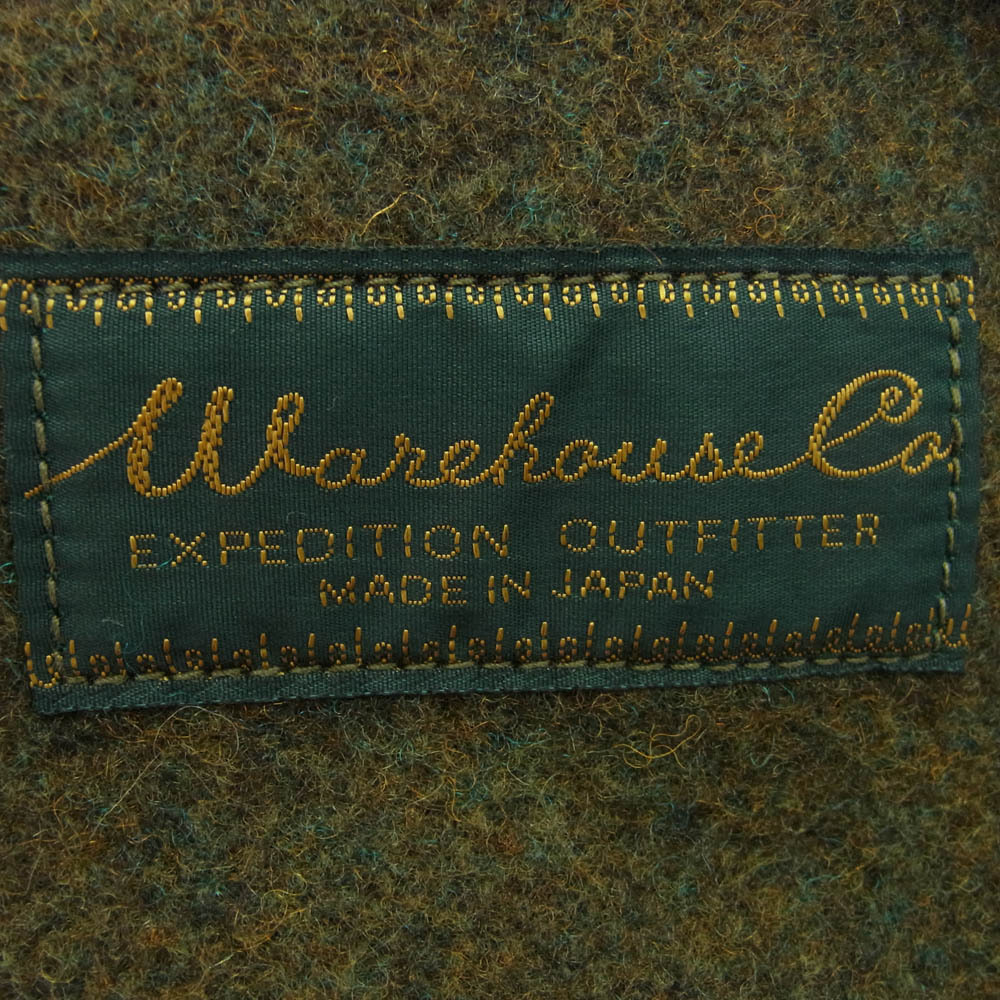 Warehouse Co
EXPEDITION OUTFITTER
MADE IN JAPAN